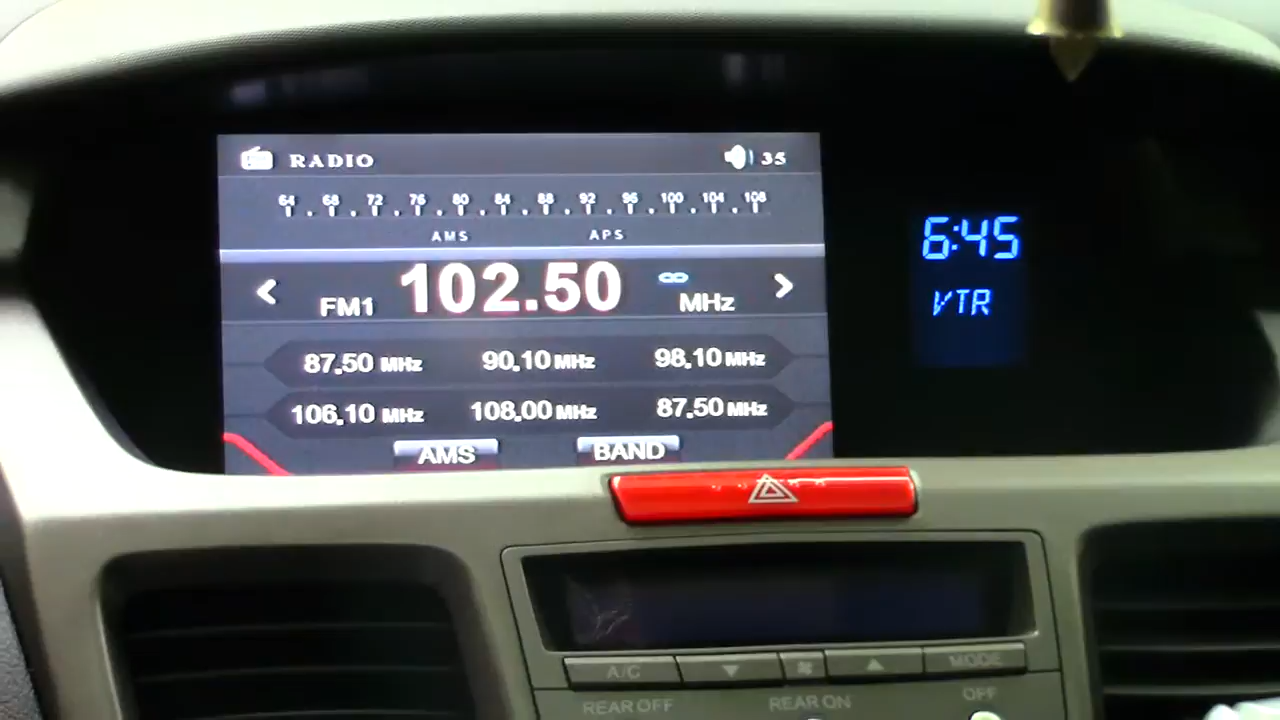 RADIO 35
64 68 72 76 80 84 88 92 96 100 104 108
AMS APS
FM1 102.50 MHz
87.50 MHz 90.10 MHz 98.10 MHz
106.10 MHz 108.00 MHz 87.50 MHz
AMS BAND
6:45
VTR
A/C MODE
REAR OFF REAR ON OFF